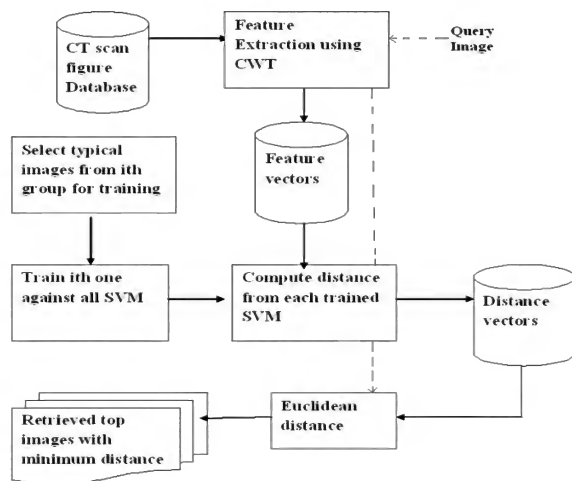 CT scan
figure
Database
Feature
Extraction using
CWT
Query
Image
Select typical
images from ith
group for training
Feature
vectors
Train ith one
against all SVM
Compute distance
from each trained
SVM
Distance
vectors
Euclidean
distance
Retrieved top
images with
minimum distance